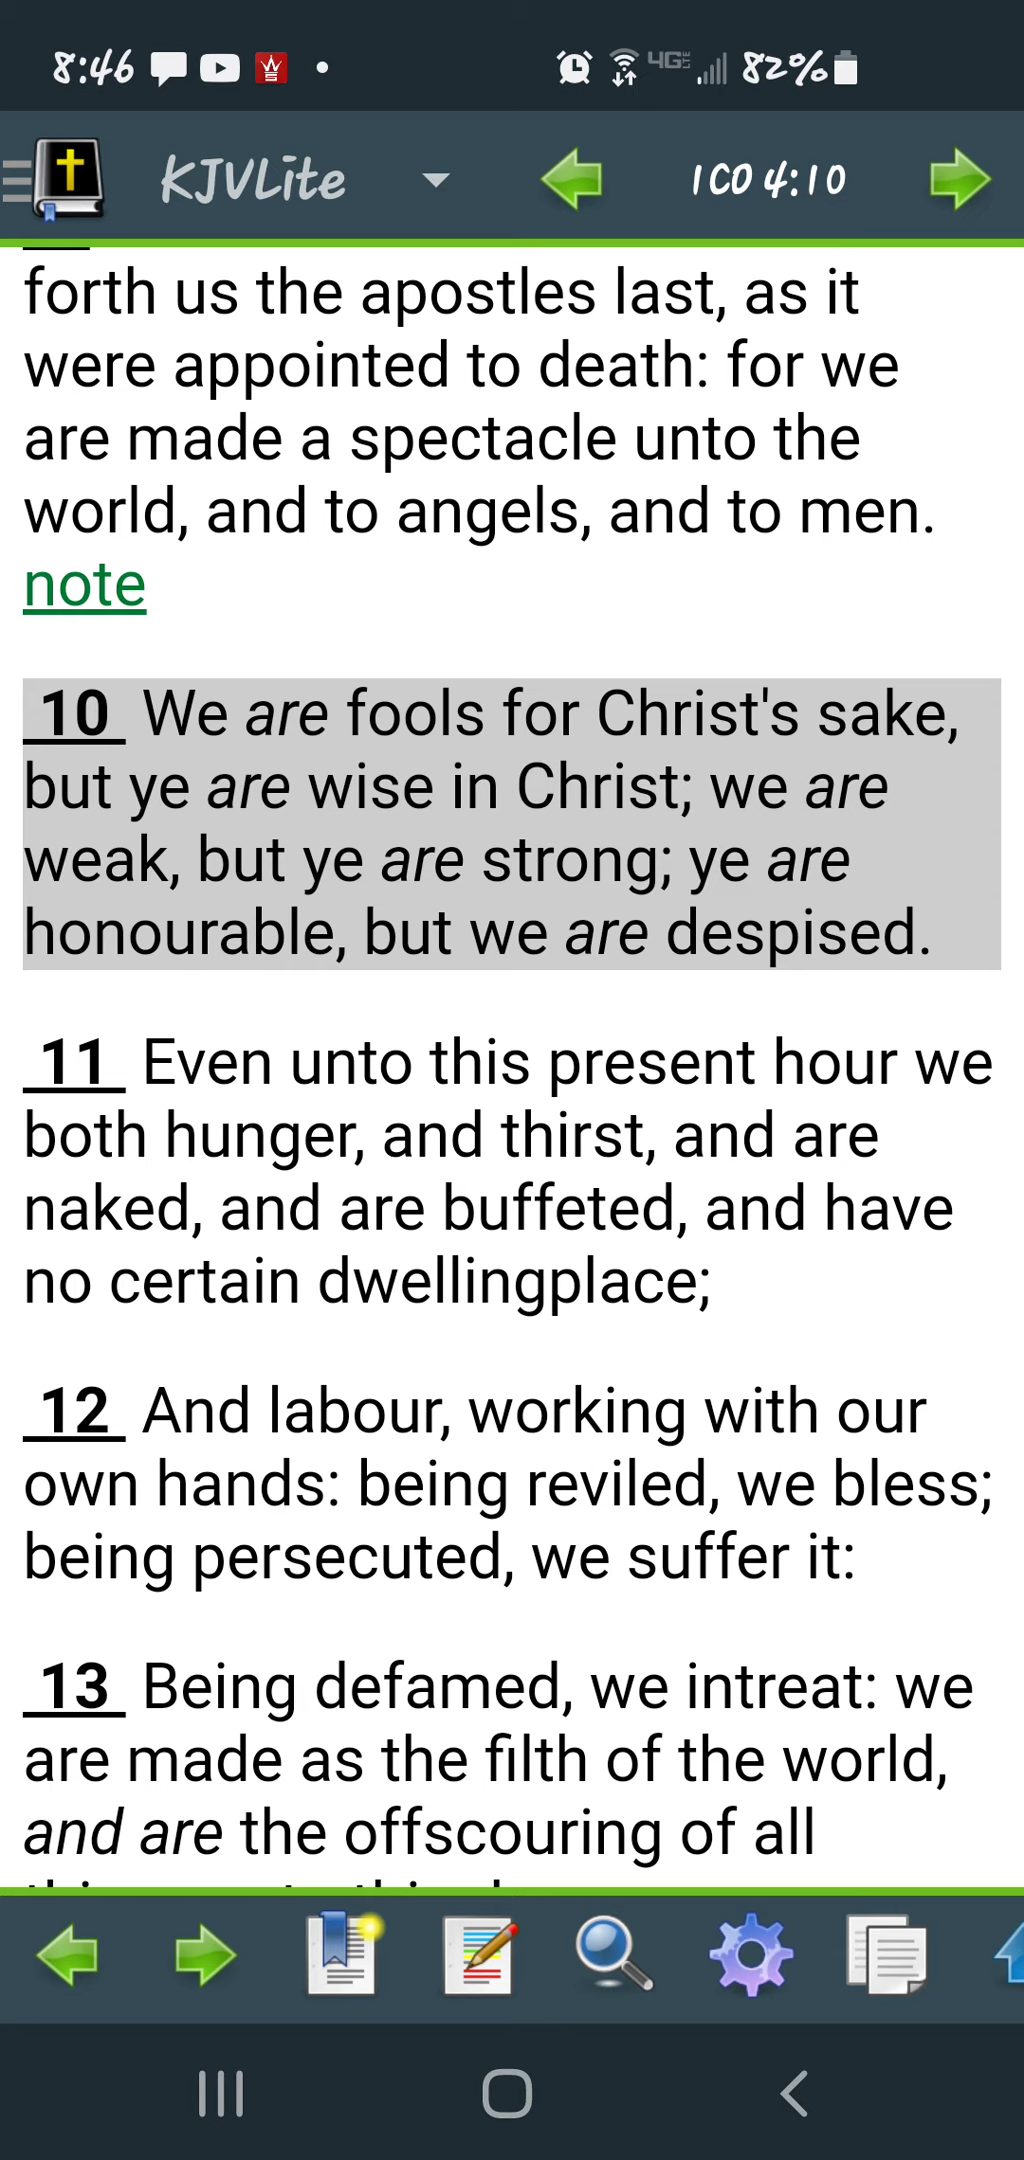 8:46 4G LTE 82%
KJVLite 1CO 4:10
forth us the apostles last, as it
were appointed to death: for we
are made a spectacle unto the
world, and to angels, and to men.
note
10 We are fools for Christ's sake,
but ye are wise in Christ; we are
weak, but ye are strong; ye are
honourable, but we are despised.
11 Even unto this present hour we
both hunger, and thirst, and are
naked, and are buffeted, and have
no certain dwellingplace;
12 And labour, working with our
own hands: being reviled, we bless;
being persecuted, we suffer it:
13 Being defamed, we intreat: we
are made as the filth of the world,
and are the offscouring of all